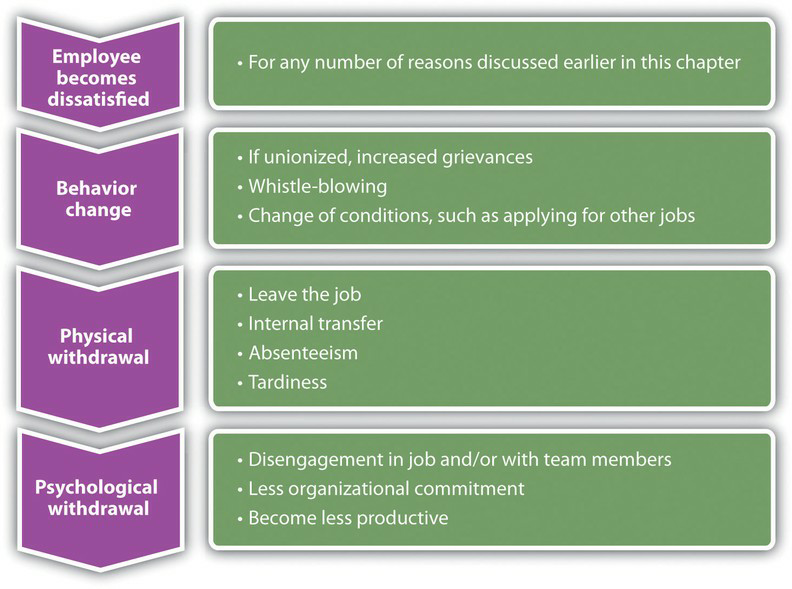 Employee
becomes
dissatisfied
• For any number of reasons discussed earlier in this chapter
Behavior
change
• If unionized, increased grievances
• Whistle-blowing
• Change of conditions, such as applying for other jobs
Physical
withdrawal
• Leave the job
• Internal transfer
• Absenteeism
• Tardiness
Psychological
withdrawal
• Disengagement in job and/or with team members
• Less organizational commitment
• Become less productive